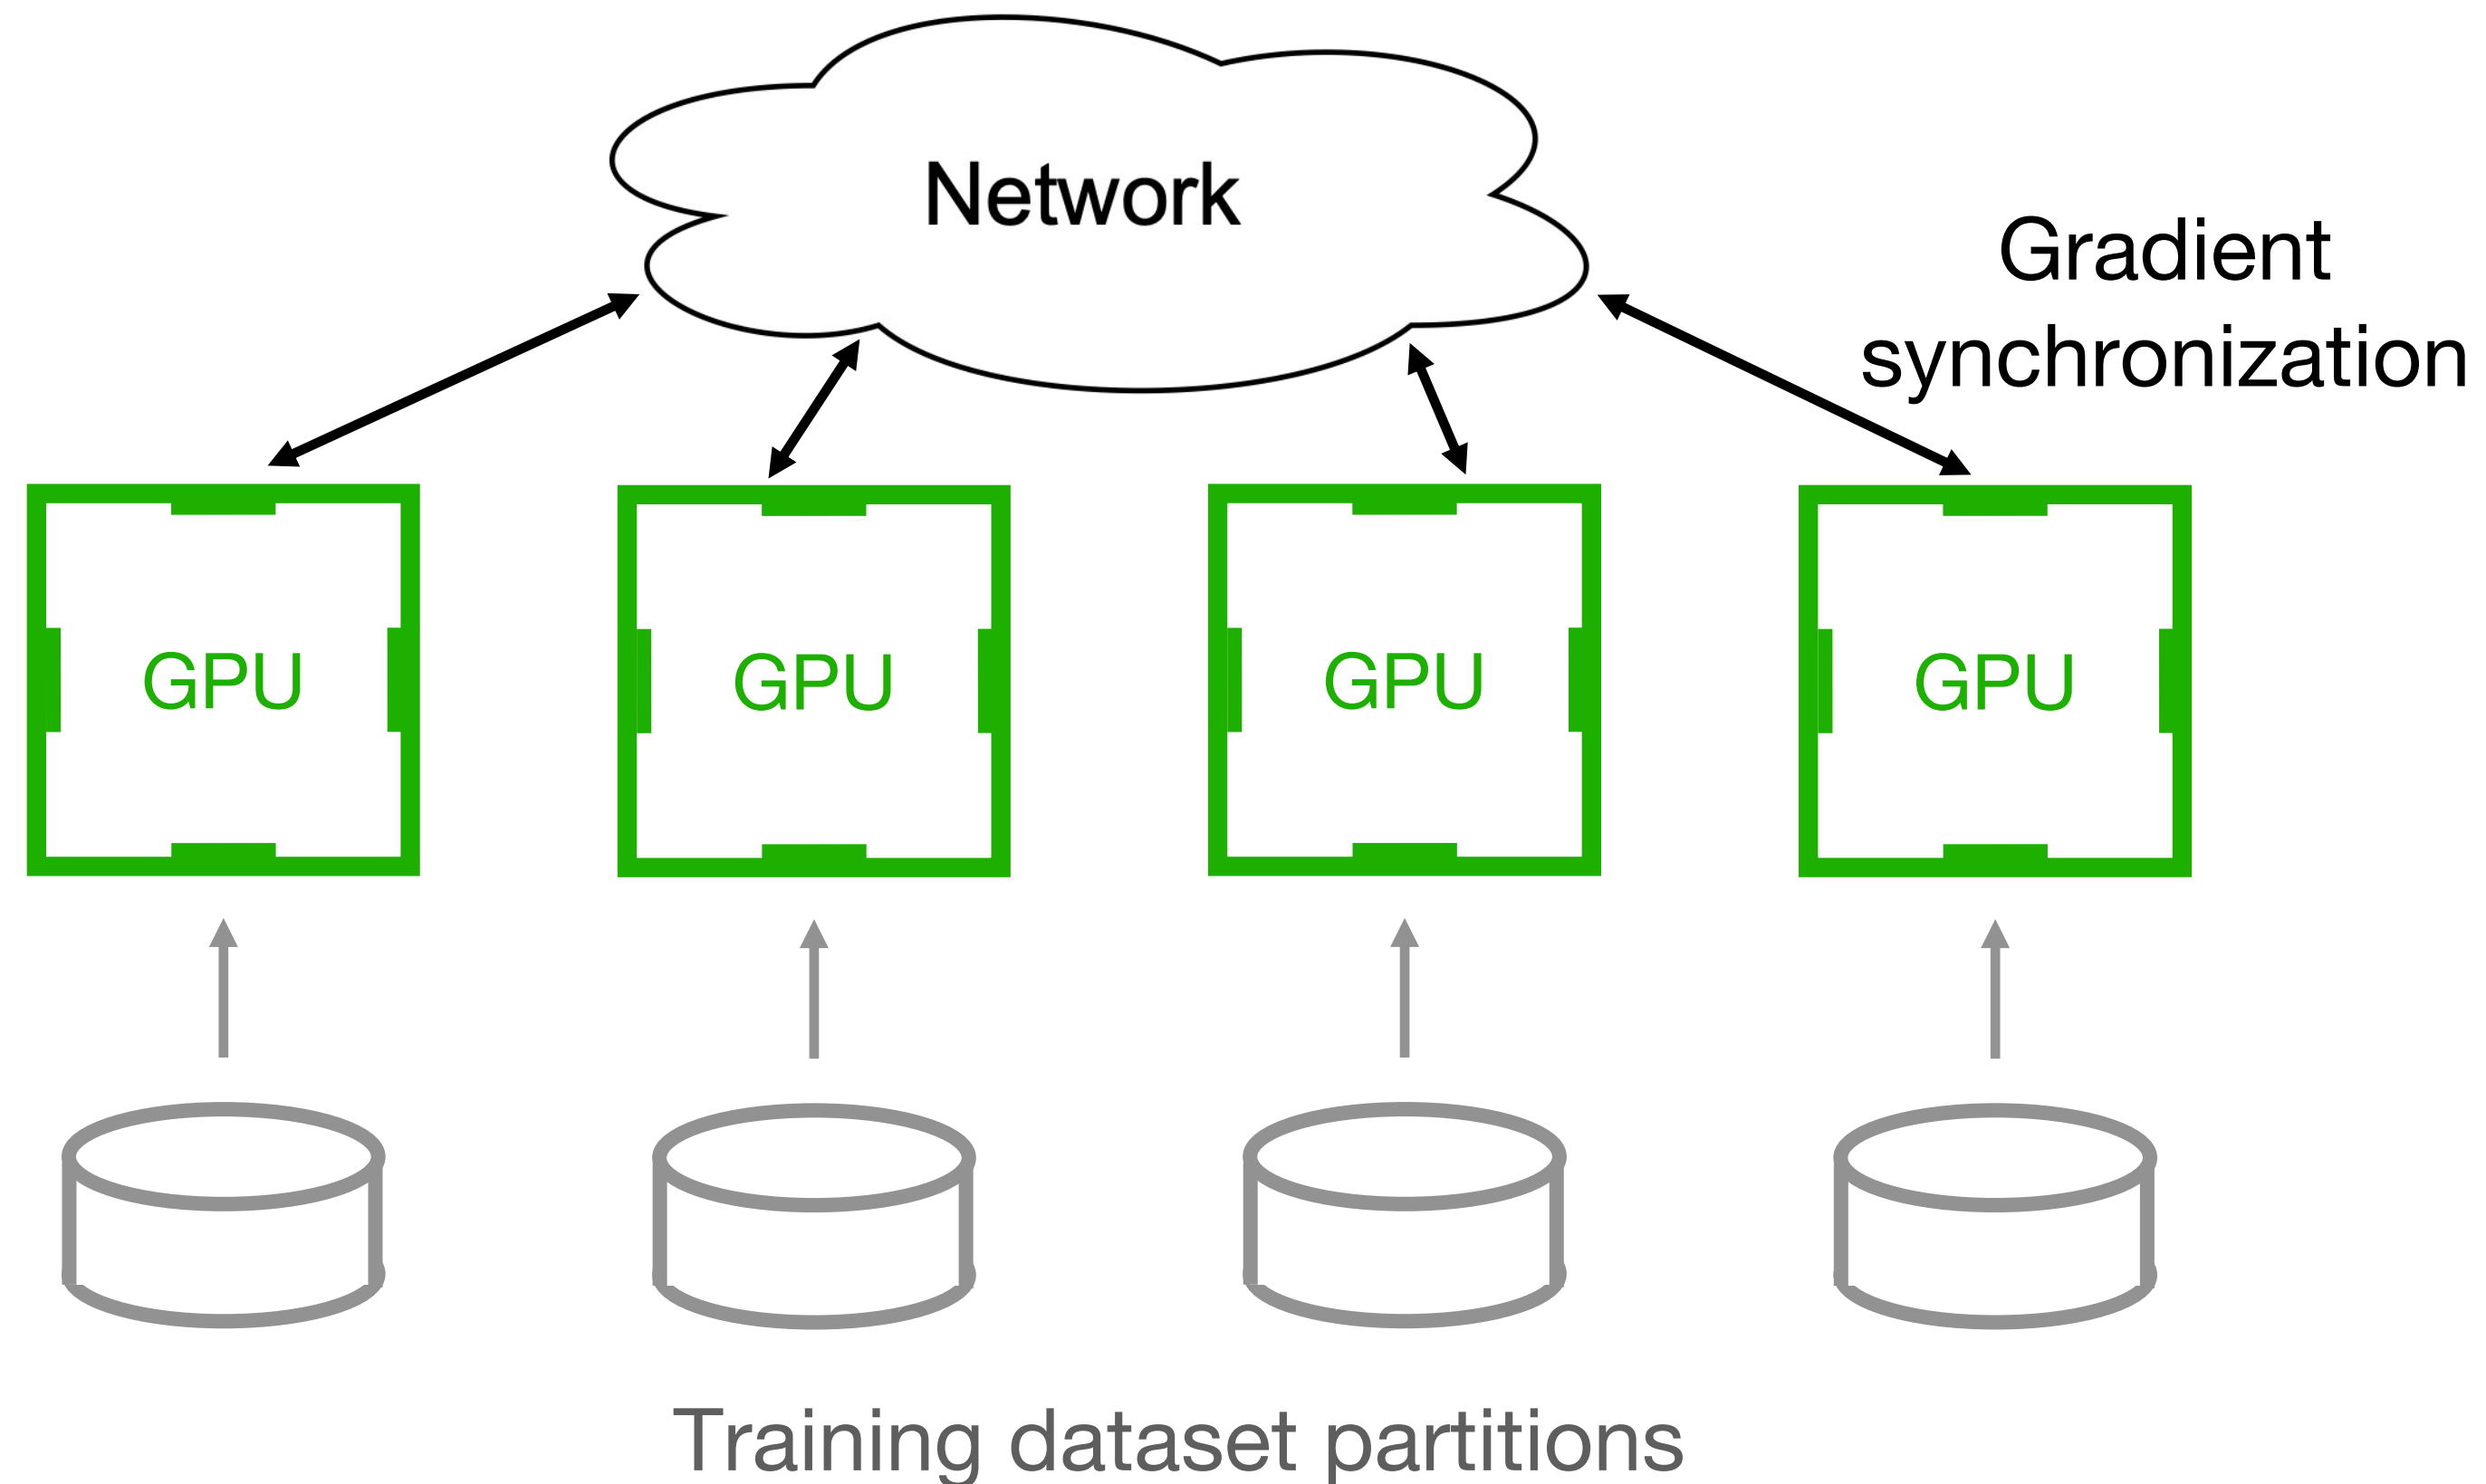 Network
Gradient
synchronization
GPU
GPU
GPU
GPU
Training dataset partitions